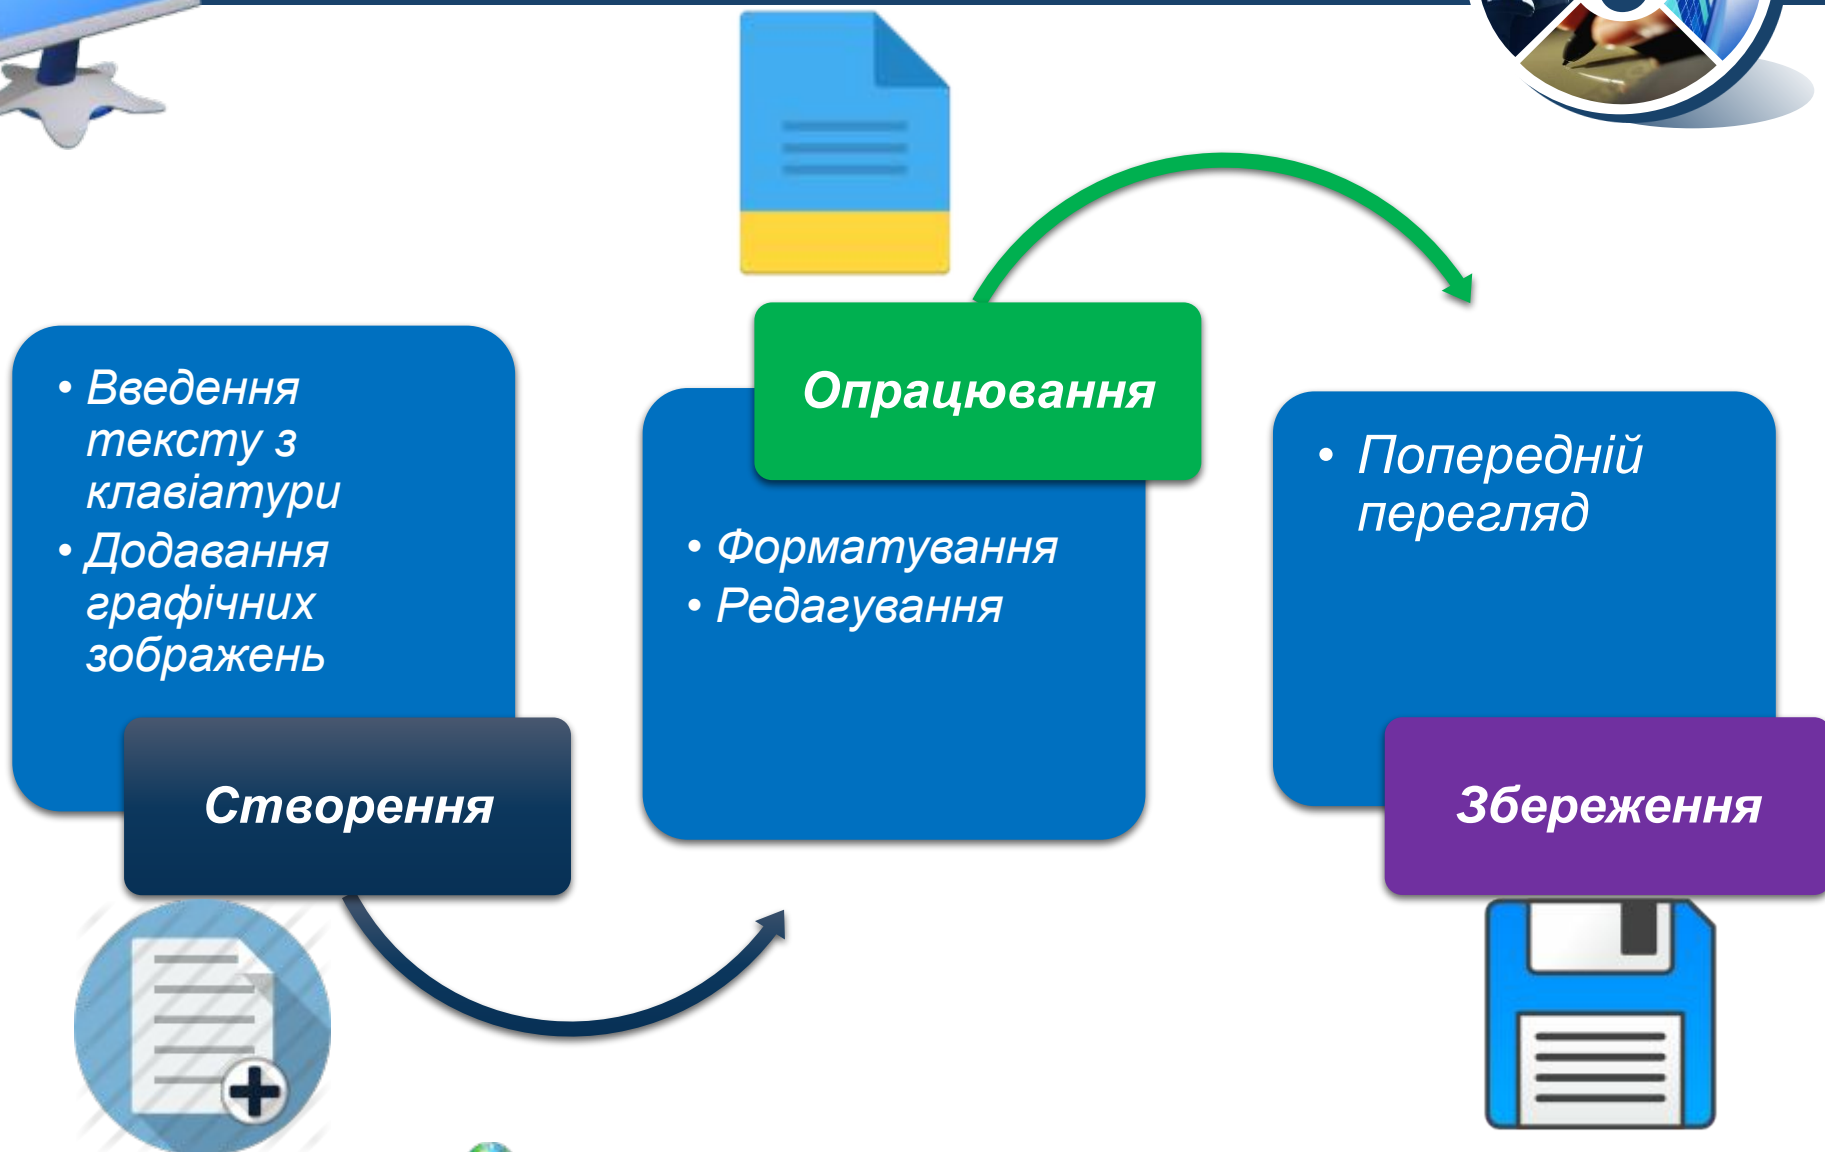 • Введення
тексту з
клавіатури
• Додавання
графічних
зображень
Створення
Опрацювання
• Форматування
• Редагування
• Попередній
перегляд
Збереження